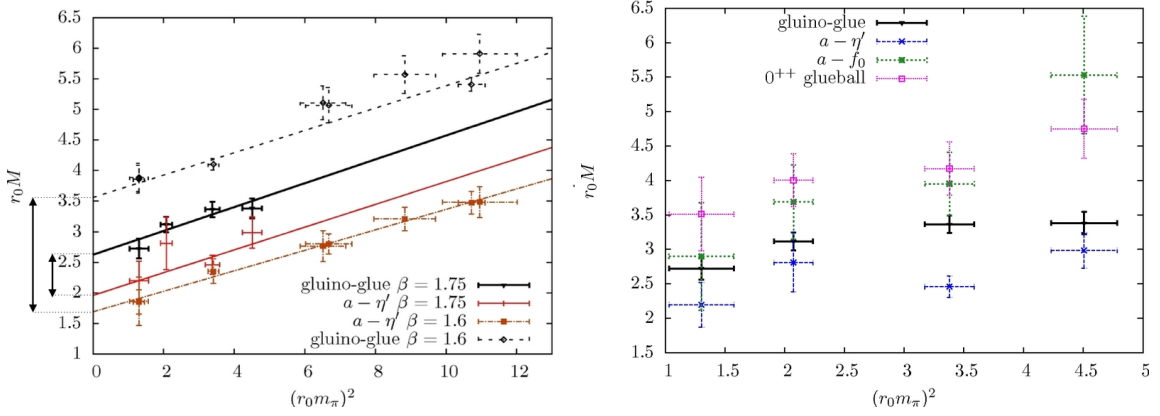 6.5
6
5.5
5
4.5
4
3.5
3
2.5
2
1.5
1
r₀M
gluino-glue β = 1.75
a − η′ β = 1.75
a − η′ β = 1.6
gluino-glue β = 1.6
0 2 4 6 8 10 12
(r₀m_π)²
6.5
6
5.5
5
4.5
4
3.5
3
2.5
2
1.5
r₀M
gluino-glue
a − η′
a − f₀
0⁺⁺ glueball
1 1.5 2 2.5 3 3.5 4 4.5 5
(r₀m_π)²